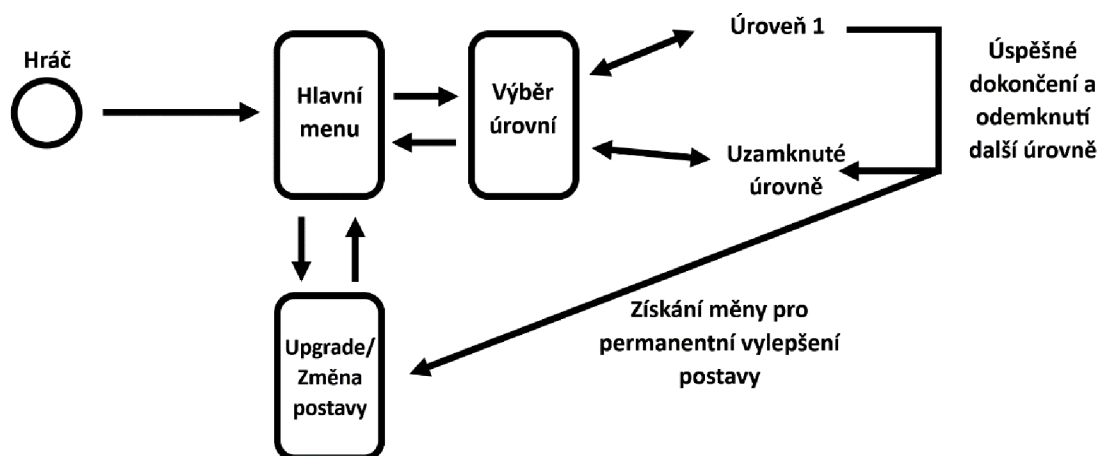 Hráč
Hlavní
menu
Výběr
úrovní
Úroveň 1
Uzamknuté
úrovně
Úspěšné
dokončení a
odemknutí
další úrovně
Upgrade/
Změna
postavy
Získání měny pro
permanentní vylepšení
postavy